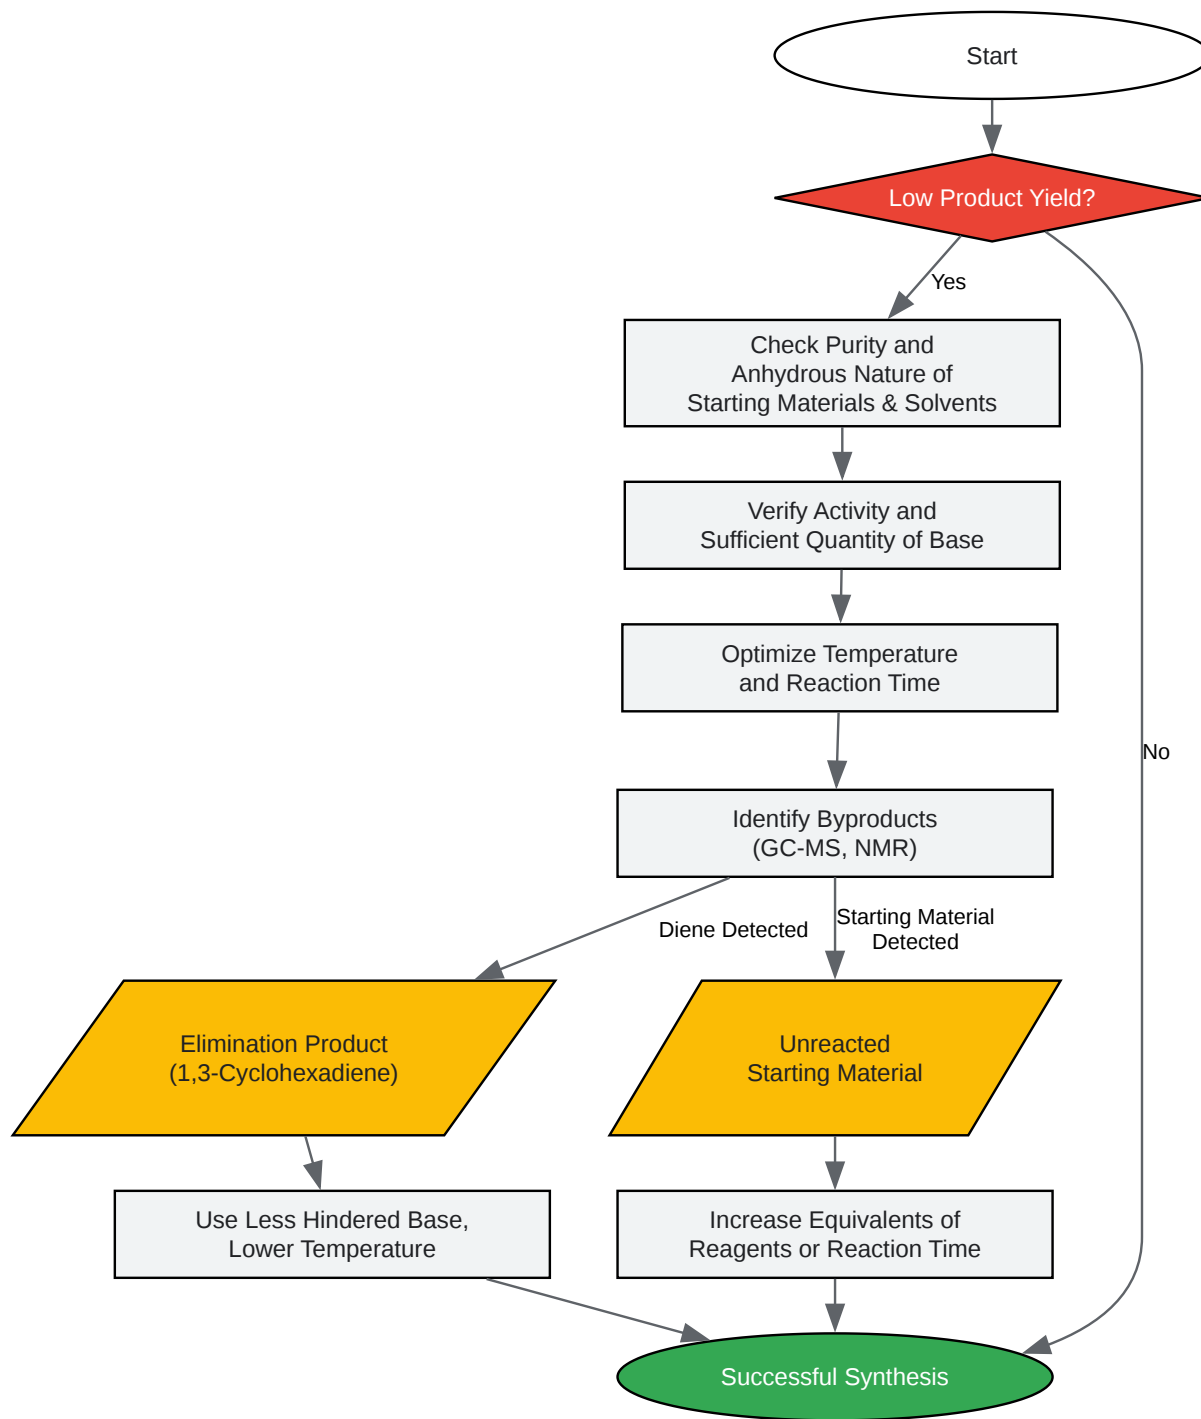 Start
Low Product Yield?
Yes
Check Purity and
Anhydrous Nature of
Starting Materials & Solvents
Verify Activity and
Sufficient Quantity of Base
Optimize Temperature
and Reaction Time
No
Identify Byproducts
(GC-MS, NMR)
Diene Detected
Starting Material
Detected
Elimination Product
(1,3-Cyclohexadiene)
Unreacted
Starting Material
Use Less Hindered Base,
Lower Temperature
Increase Equivalents of
Reagents or Reaction Time
Successful Synthesis